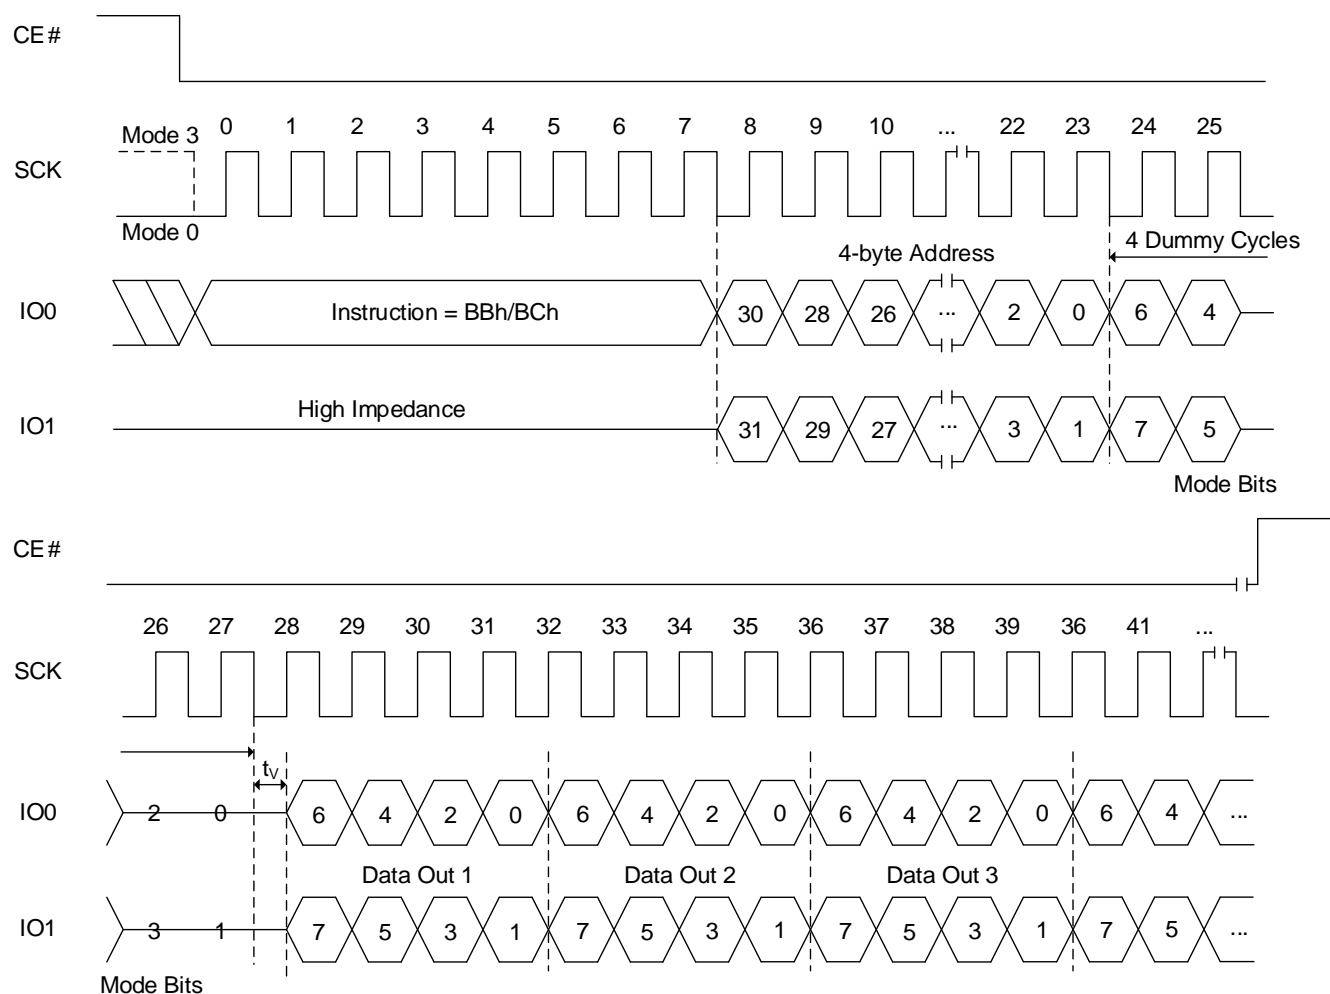 CE#
Mode 3 0 1 2 3 4 5 6 7 8 9 10 ... 22 23 24 25
SCK
Mode 0
4-byte Address 4 Dummy Cycles
IO0 Instruction = BBh/BCh 30 28 26 ... 2 0 6 4
High Impedance
IO1 31 29 27 ... 3 1 7 5
Mode Bits
CE#
26 27 28 29 30 31 32 33 34 35 36 37 38 39 36 41 ...
SCK
tV
IO0 2 0 6 4 2 0 6 4 2 0 6 4 2 0 6 4 ...
Data Out 1 Data Out 2 Data Out 3
IO1 3 1 7 5 3 1 7 5 3 1 7 5 3 1 7 5 ...
Mode Bits